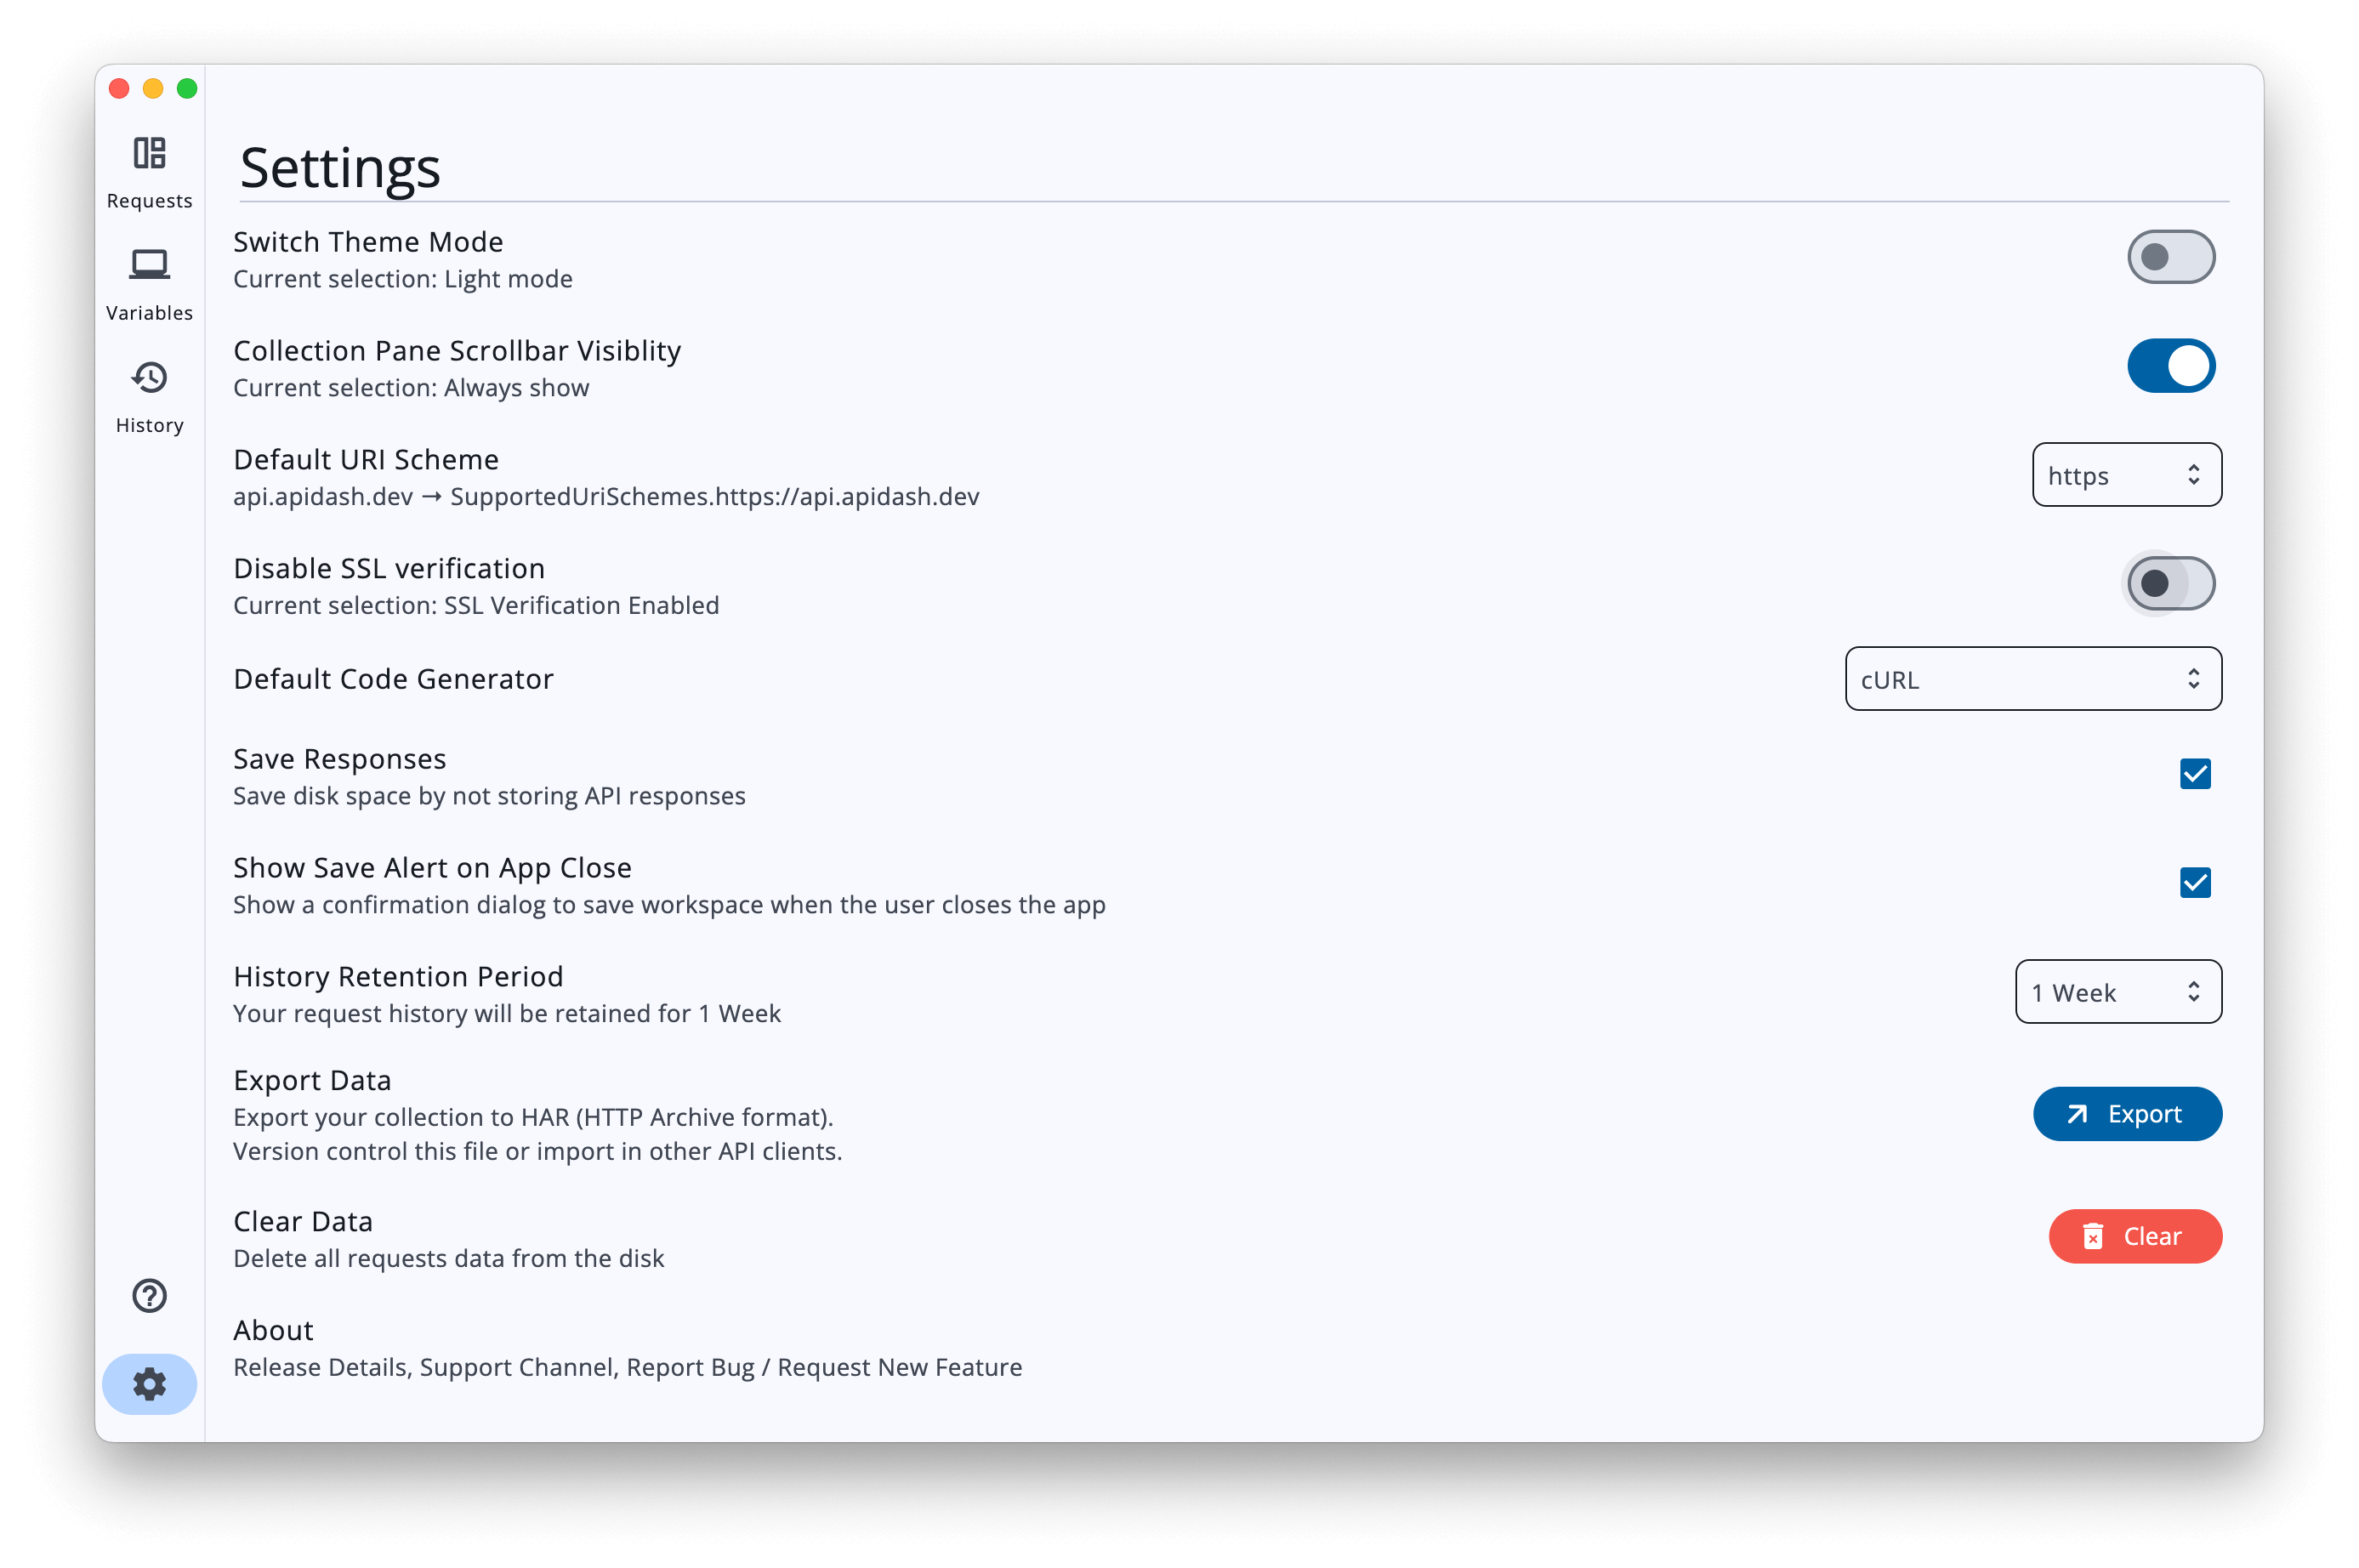 Requests
Variables
History
Settings
Switch Theme Mode
Current selection: Light mode
Collection Pane Scrollbar Visiblity
Current selection: Always show
Default URI Scheme
api.apidash.dev → SupportedUriSchemes.https://api.apidash.dev
https
Disable SSL verification
Current selection: SSL Verification Enabled
Default Code Generator
cURL
Save Responses
Save disk space by not storing API responses
Show Save Alert on App Close
Show a confirmation dialog to save workspace when the user closes the app
History Retention Period
Your request history will be retained for 1 Week
1 Week
Export Data
Export your collection to HAR (HTTP Archive format).
Version control this file or import in other API clients.
Export
Clear Data
Delete all requests data from the disk
Clear
About
Release Details, Support Channel, Report Bug / Request New Feature